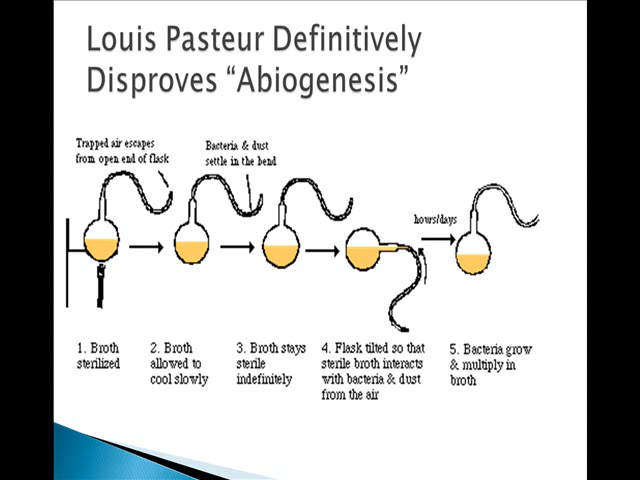 Louis Pasteur Definitively
Disproves “Abiogenesis”
Trapped air escapes
from open end of flask
Bacteria & dust
settle in the bend
hours/days
1. Broth
sterilized
2. Broth
allowed to
cool slowly
3. Broth stays
sterile
indefinitely
4. Flask tilted so that
sterile broth interacts
with bacteria & dust
from the air
5. Bacteria grow
& multiply in
broth